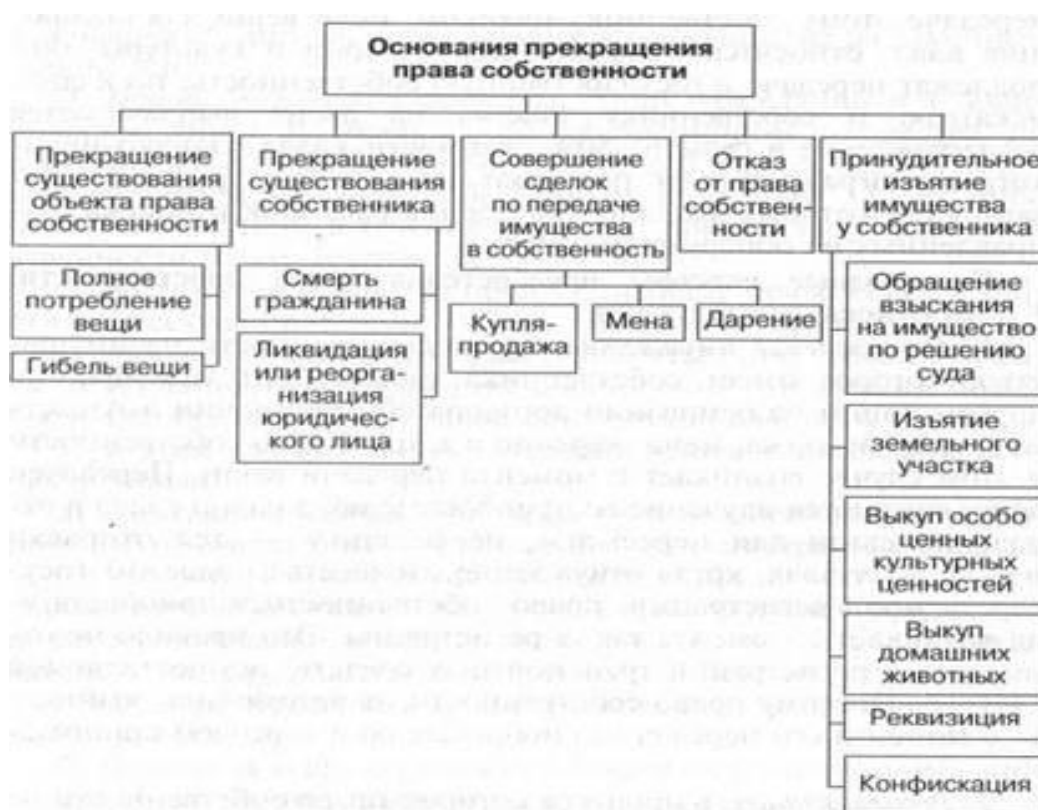 Основания прекращения
права собственности
Прекращение
существования
объекта права
собственности
Полное
потребление
вещи
Гибель вещи
Прекращение
существования
собственника
Смерть
гражданина
Ликвидация
или реорга-
низация
юридичес-
кого лица
Совершение
сделок
по передаче
имущества
в собственность
Купля-
продажа
Мена
Дарение
Отказ
от права
собствен-
ности
Принудительное
изъятие
имущества
у собственника
Обращение
взыскания
на имущество
по решению
суда
Изъятие
земельного
участка
Выкуп особо
ценных
культурных
ценностей
Выкуп
домашних
животных
Реквизиция
Конфискация